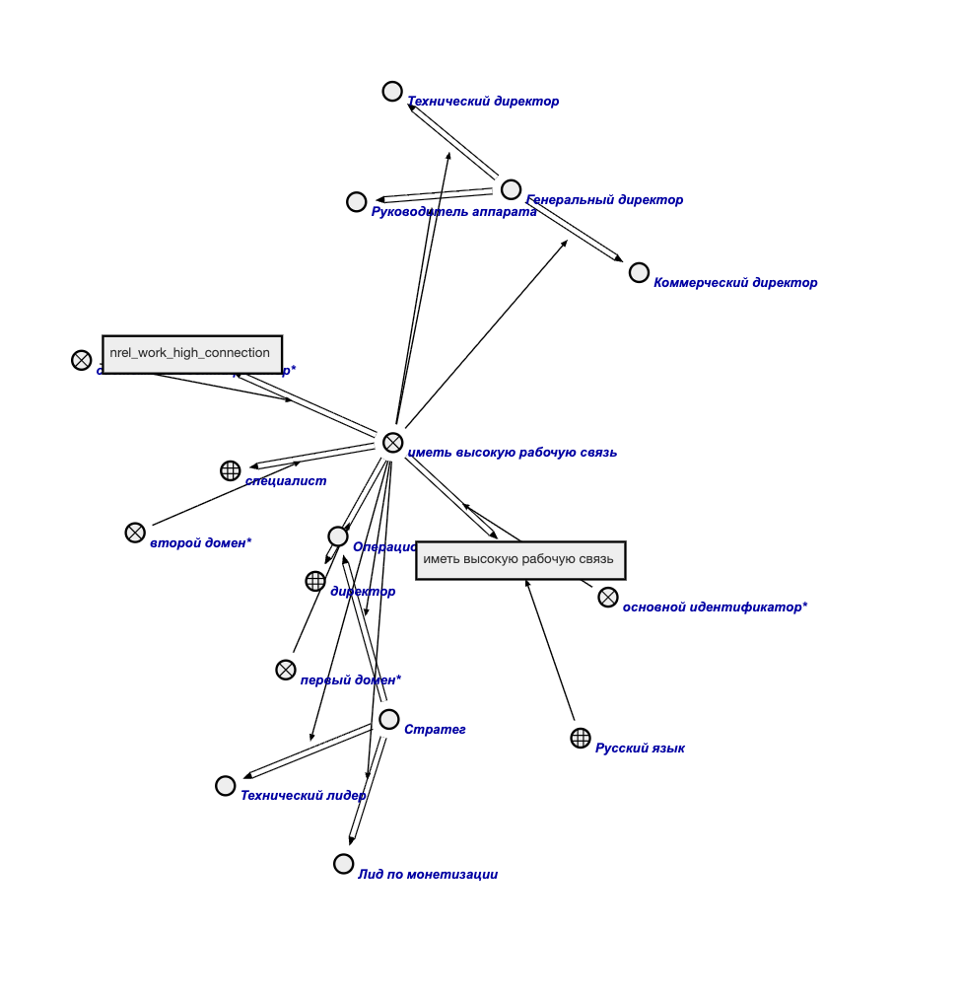 Технический директор
Генеральный директор
Руководитель аппарата
Коммерческий директор
nrel_work_high_connection
иметь высокую рабочую связь
специалист
второй домен*
иметь высокую рабочую связь
директор
основной идентификатор*
первый домен*
Стратег
Русский язык
Технический лидер
Лид по монетизации